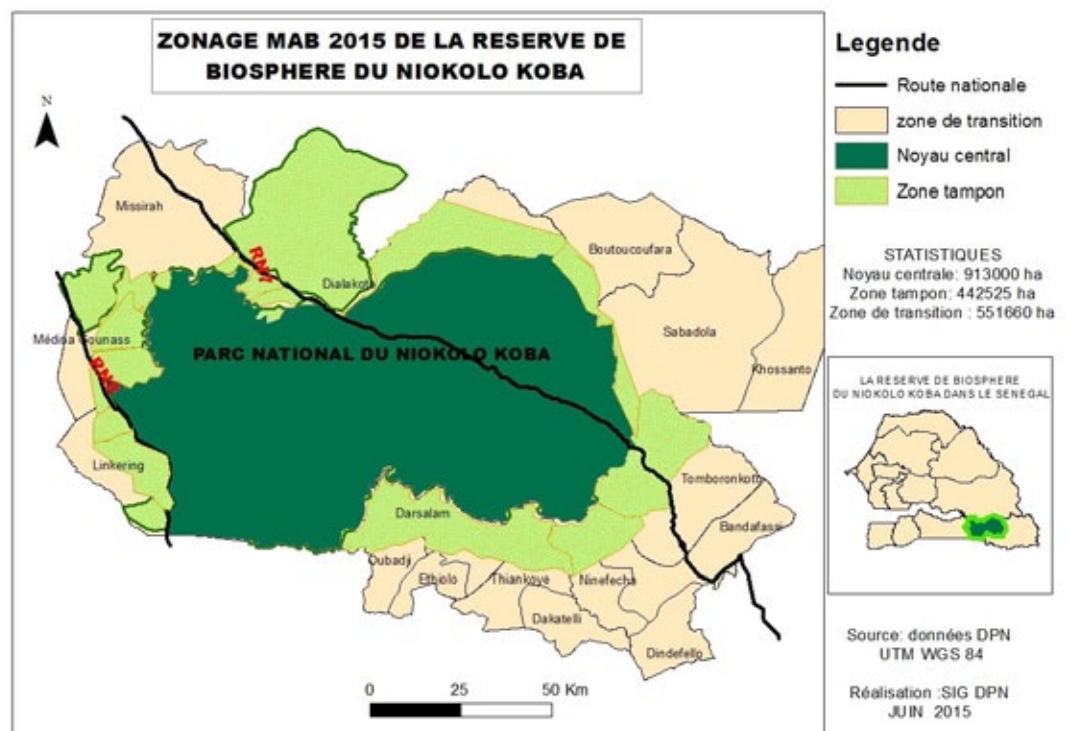 ZONAGE MAB 2015 DE LA RESERVE DE
BIOSPHERE DU NIOKOLO KOBA
N
Missirah
RN7
Dialakoto
Boutoucoufara
Sabadola
Khossanto
Médina Gounass
PARC NATIONAL DU NIOKOLO KOBA
Linkering
Tomboronkoto
Bandafassi
Darsalam
Oubadji
Ethiolo
Thiankoye
Ninefecha
Dakatelli
Dindefello
0 25 50 Km
Legende
Route nationale
zone de transition
Noyau central
Zone tampon
STATISTIQUES
Noyau centrale: 913000 ha
Zone tampon: 442525 ha
Zone de transition : 551660 ha
LA RESERVE DE BIOSPHERE
DU NIOKOLO KOBA DANS LE SENEGAL
Source: données DPN
UTM WGS 84
Réalisation :SIG DPN
JUIN 2015